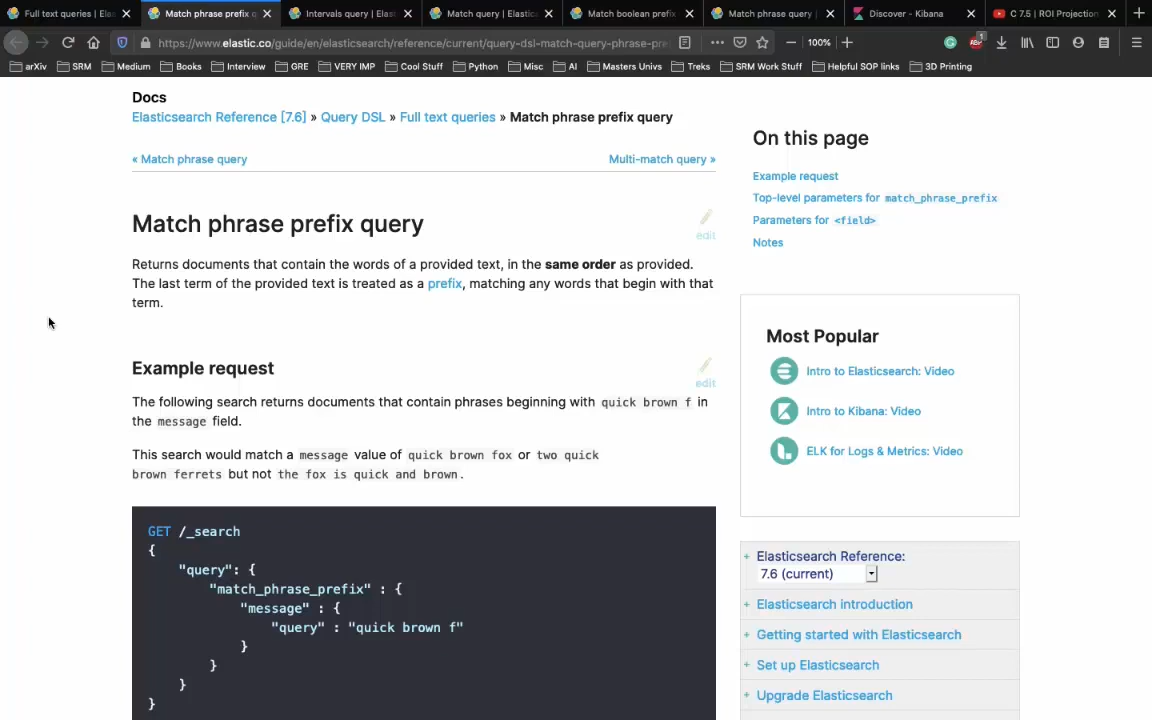 Full text queries | Elastic
Match phrase prefix q
Intervals query | Elast
Match query | Elastica
Match boolean prefix
Match phrase query |
Discover - Kibana
C 7.5 | ROI Projection
https://www.elastic.co/guide/en/elasticsearch/reference/current/query-dsl-match-query-phrase-pre
100%
1
arXiv
SRM
Medium
Books
Interview
GRE
VERY IMP
Cool Stuff
Python
Misc
AI
Masters Univs
Treks
SRM Work Stuff
Helpful SOP links
3D Printing
Docs
Elasticsearch Reference [7.6] » Query DSL » Full text queries » Match phrase prefix query
« Match phrase query
Multi-match query »
Match phrase prefix query
edit
Returns documents that contain the words of a provided text, in the same order as provided.
The last term of the provided text is treated as a prefix, matching any words that begin with that
term.
Example request
edit
The following search returns documents that contain phrases beginning with quick brown f in
the message field.
This search would match a message value of quick brown fox or two quick
brown ferrets but not the fox is quick and brown.
GET /_search
{
"query": {
"match_phrase_prefix" : {
"message" : {
"query" : "quick brown f"
}
}
}
}
On this page
Example request
Top-level parameters for match_phrase_prefix
Parameters for <field>
Notes
Most Popular
Intro to Elasticsearch: Video
Intro to Kibana: Video
ELK for Logs & Metrics: Video
+ Elasticsearch Reference:
7.6 (current)
+ Elasticsearch introduction
+ Getting started with Elasticsearch
+ Set up Elasticsearch
+ Upgrade Elasticsearch